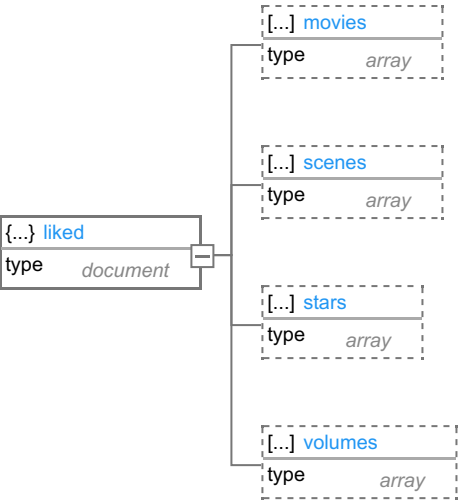 [...] movies
type array
[...] scenes
type array
{...} liked
type document
[...] stars
type array
[...] volumes
type array